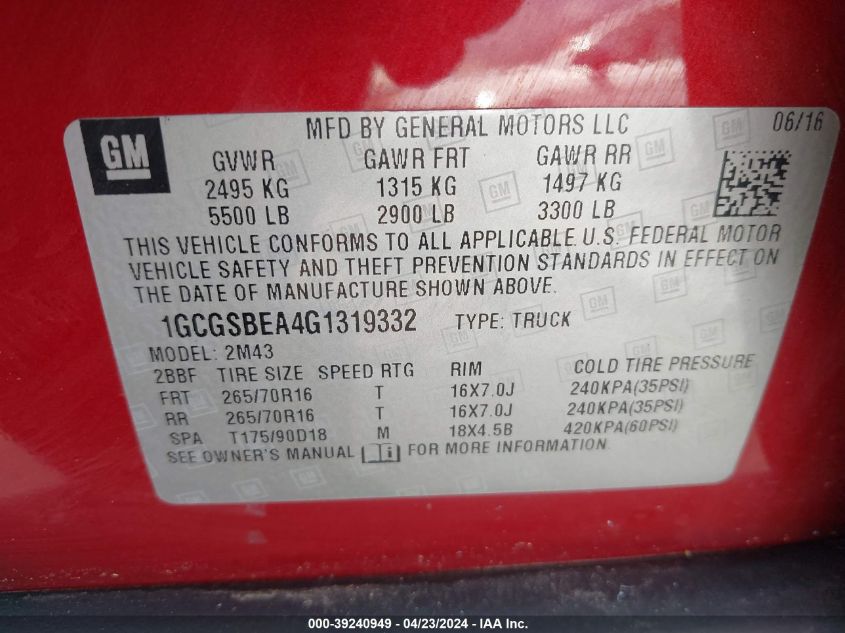 GM
MFD BY GENERAL MOTORS LLC 06/16
GVWR GAWR FRT GAWR RR
2495 KG 1315 KG 1497 KG
5500 LB 2900 LB 3300 LB
THIS VEHICLE CONFORMS TO ALL APPLICABLE U.S. FEDERAL MOTOR
VEHICLE SAFETY AND THEFT PREVENTION STANDARDS IN EFFECT ON
THE DATE OF MANUFACTURE SHOWN ABOVE.
1GCGSBEA4G1319332 TYPE: TRUCK
MODEL: 2M43
2BBF TIRE SIZE SPEED RTG RIM COLD TIRE PRESSURE
FRT 265/70R16 T 16X7.0J 240KPA(35PSI)
RR 265/70R16 T 16X7.0J 240KPA(35PSI)
SPA T175/90D18 M 18X4.5B 420KPA(60PSI)
SEE OWNER'S MANUAL FOR MORE INFORMATION.
000-39240949 - 04/23/2024 - IAA Inc.